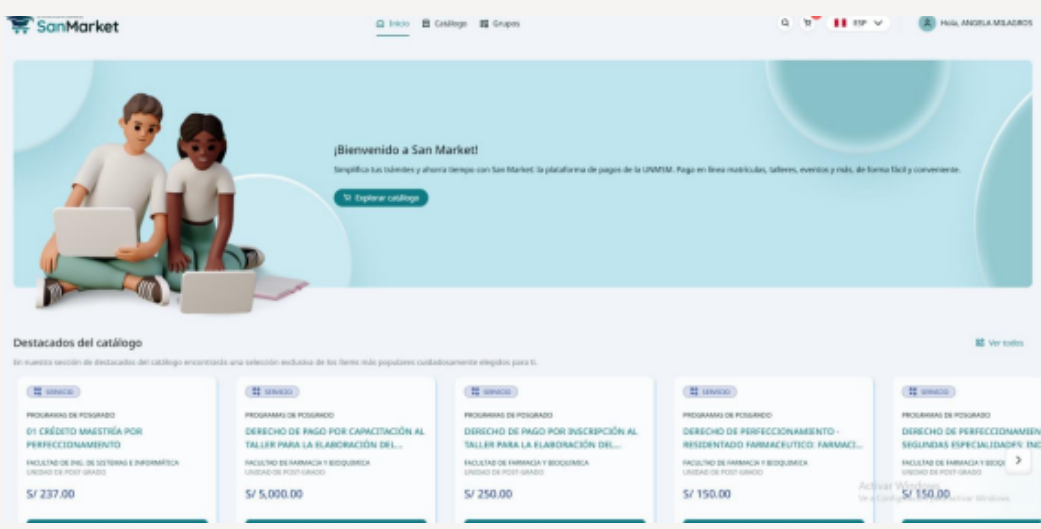 SanMarket
Inicio Catálogo Grupos
ESP
Hola, ANGELA MILAGROS
¡Bienvenido a San Market!
Simplifica tus trámites y ahorra tiempo con San Market: la plataforma de pagos de la UNMSM. Paga en línea matrículas, talleres, eventos y más, de forma fácil y conveniente.
Explorar catálogo
Destacados del catálogo
Ver todos
En nuestra sección de destacados del catálogo encontrarás una selección exclusiva de los ítems más populares cuidadosamente elegidos para ti.
SERVICIO
PROGRAMAS DE POSGRADO
01 CRÉDITO MAESTRÍA POR
PERFECCIONAMIENTO
FACULTAD DE ING. DE SISTEMAS E INFORMÁTICA
UNIDAD DE POST GRADO
S/ 237.00
SERVICIO
PROGRAMAS DE POSGRADO
DERECHO DE PAGO POR CAPACITACIÓN AL
TALLER PARA LA ELABORACIÓN DEL...
FACULTAD DE FARMACIA Y BIOQUIMICA
UNIDAD DE POST GRADO
S/ 5,000.00
SERVICIO
PROGRAMAS DE POSGRADO
DERECHO DE PAGO POR INSCRIPCIÓN AL
TALLER PARA LA ELABORACIÓN DEL...
FACULTAD DE FARMACIA Y BIOQUIMICA
UNIDAD DE POST GRADO
S/ 250.00
SERVICIO
PROGRAMAS DE POSGRADO
DERECHO DE PERFECCIONAMIENTO -
RESIDENTADO FARMACEUTICO: FARMACI...
FACULTAD DE FARMACIA Y BIOQUIMICA
UNIDAD DE POST GRADO
S/ 150.00
SERVICIO
PROGRAMAS DE POSGRADO
DERECHO DE PERFECCIONAMIEN
SEGUNDAS ESPECIALIDADES: INC
FACULTAD DE FARMACIA Y BIOQU
UNIDAD DE POST GRADO
S/ 150.00
Activar Windows